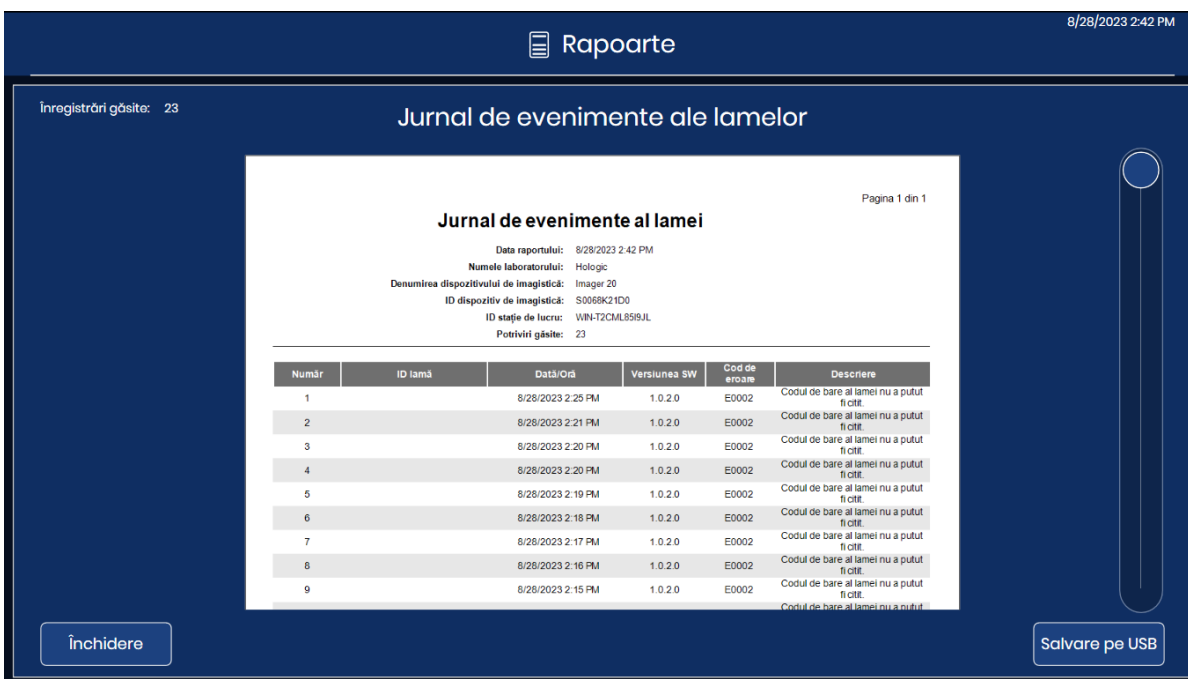 8/28/2023 2:42 PM
Rapoarte
Înregistrări găsite: 23
Jurnal de evenimente ale lamelor
Pagina 1 din 1
Jurnal de evenimente al lamei
Data raportului: 8/28/2023 2:42 PM
Numele laboratorului: Hologic
Denumirea dispozitivului de imagistică: Imager 20
ID dispozitiv de imagistică: S0068K21D0
ID stație de lucru: WIN-T2CML85I9JL
Potriviri găsite: 23
Număr ID lamă Dată/Oră Versiunea SW Cod de eroare Descriere
1 8/28/2023 2:25 PM 1.0.2.0 E0002 Codul de bare al lamei nu a putut fi citit.
2 8/28/2023 2:21 PM 1.0.2.0 E0002 Codul de bare al lamei nu a putut fi citit.
3 8/28/2023 2:20 PM 1.0.2.0 E0002 Codul de bare al lamei nu a putut fi citit.
4 8/28/2023 2:20 PM 1.0.2.0 E0002 Codul de bare al lamei nu a putut fi citit.
5 8/28/2023 2:19 PM 1.0.2.0 E0002 Codul de bare al lamei nu a putut fi citit.
6 8/28/2023 2:18 PM 1.0.2.0 E0002 Codul de bare al lamei nu a putut fi citit.
7 8/28/2023 2:17 PM 1.0.2.0 E0002 Codul de bare al lamei nu a putut fi citit.
8 8/28/2023 2:16 PM 1.0.2.0 E0002 Codul de bare al lamei nu a putut fi citit.
9 8/28/2023 2:15 PM 1.0.2.0 E0002 Codul de bare al lamei nu a putut fi citit.
Codul de bare al lamei nu a putut
Închidere
Salvare pe USB